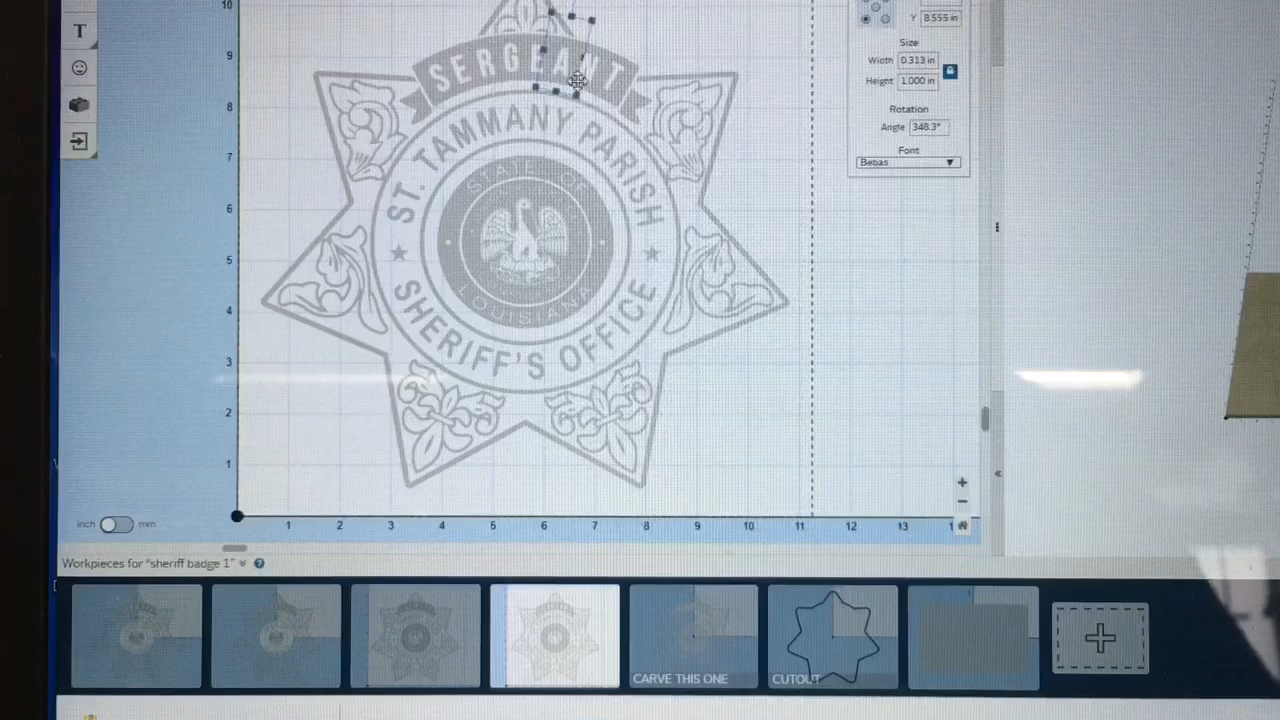 10
9
8
7
6
5
4
3
2
1
T
SERGEANT
ST. TAMMANY PARISH
STATE OF
LOUISIANA
SHERIFF'S OFFICE
Y 8.555 in
Size
Width 0.313 in
Height 1.000 in
Rotation
Angle 348.3°
Font
Bebas
inch mm
1 2 3 4 5 6 7 8 9 10 11 12 13
Workpieces for "sheriff badge 1"
CARVE THIS ONE
CUTOUT